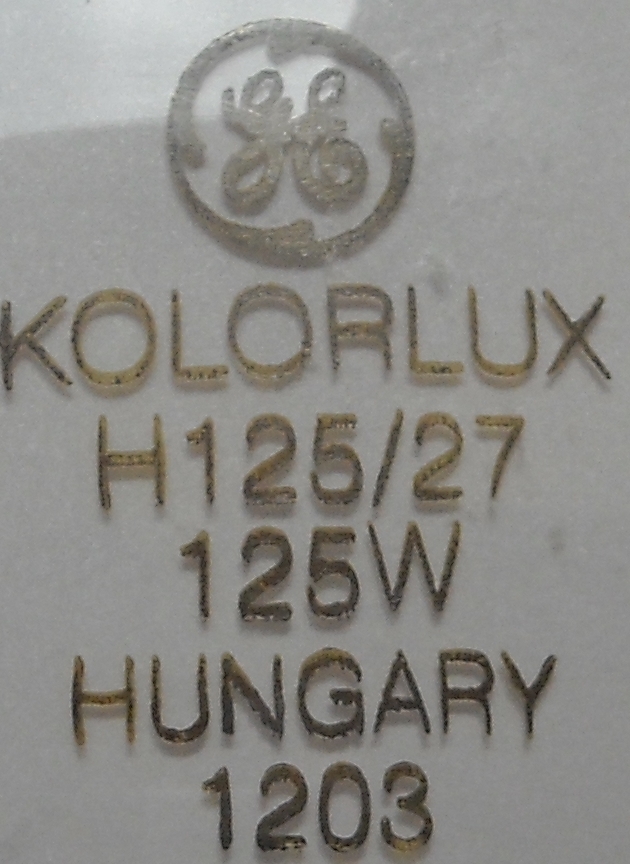 GE
KOLORLUX
H125/27
125W
HUNGARY
1203